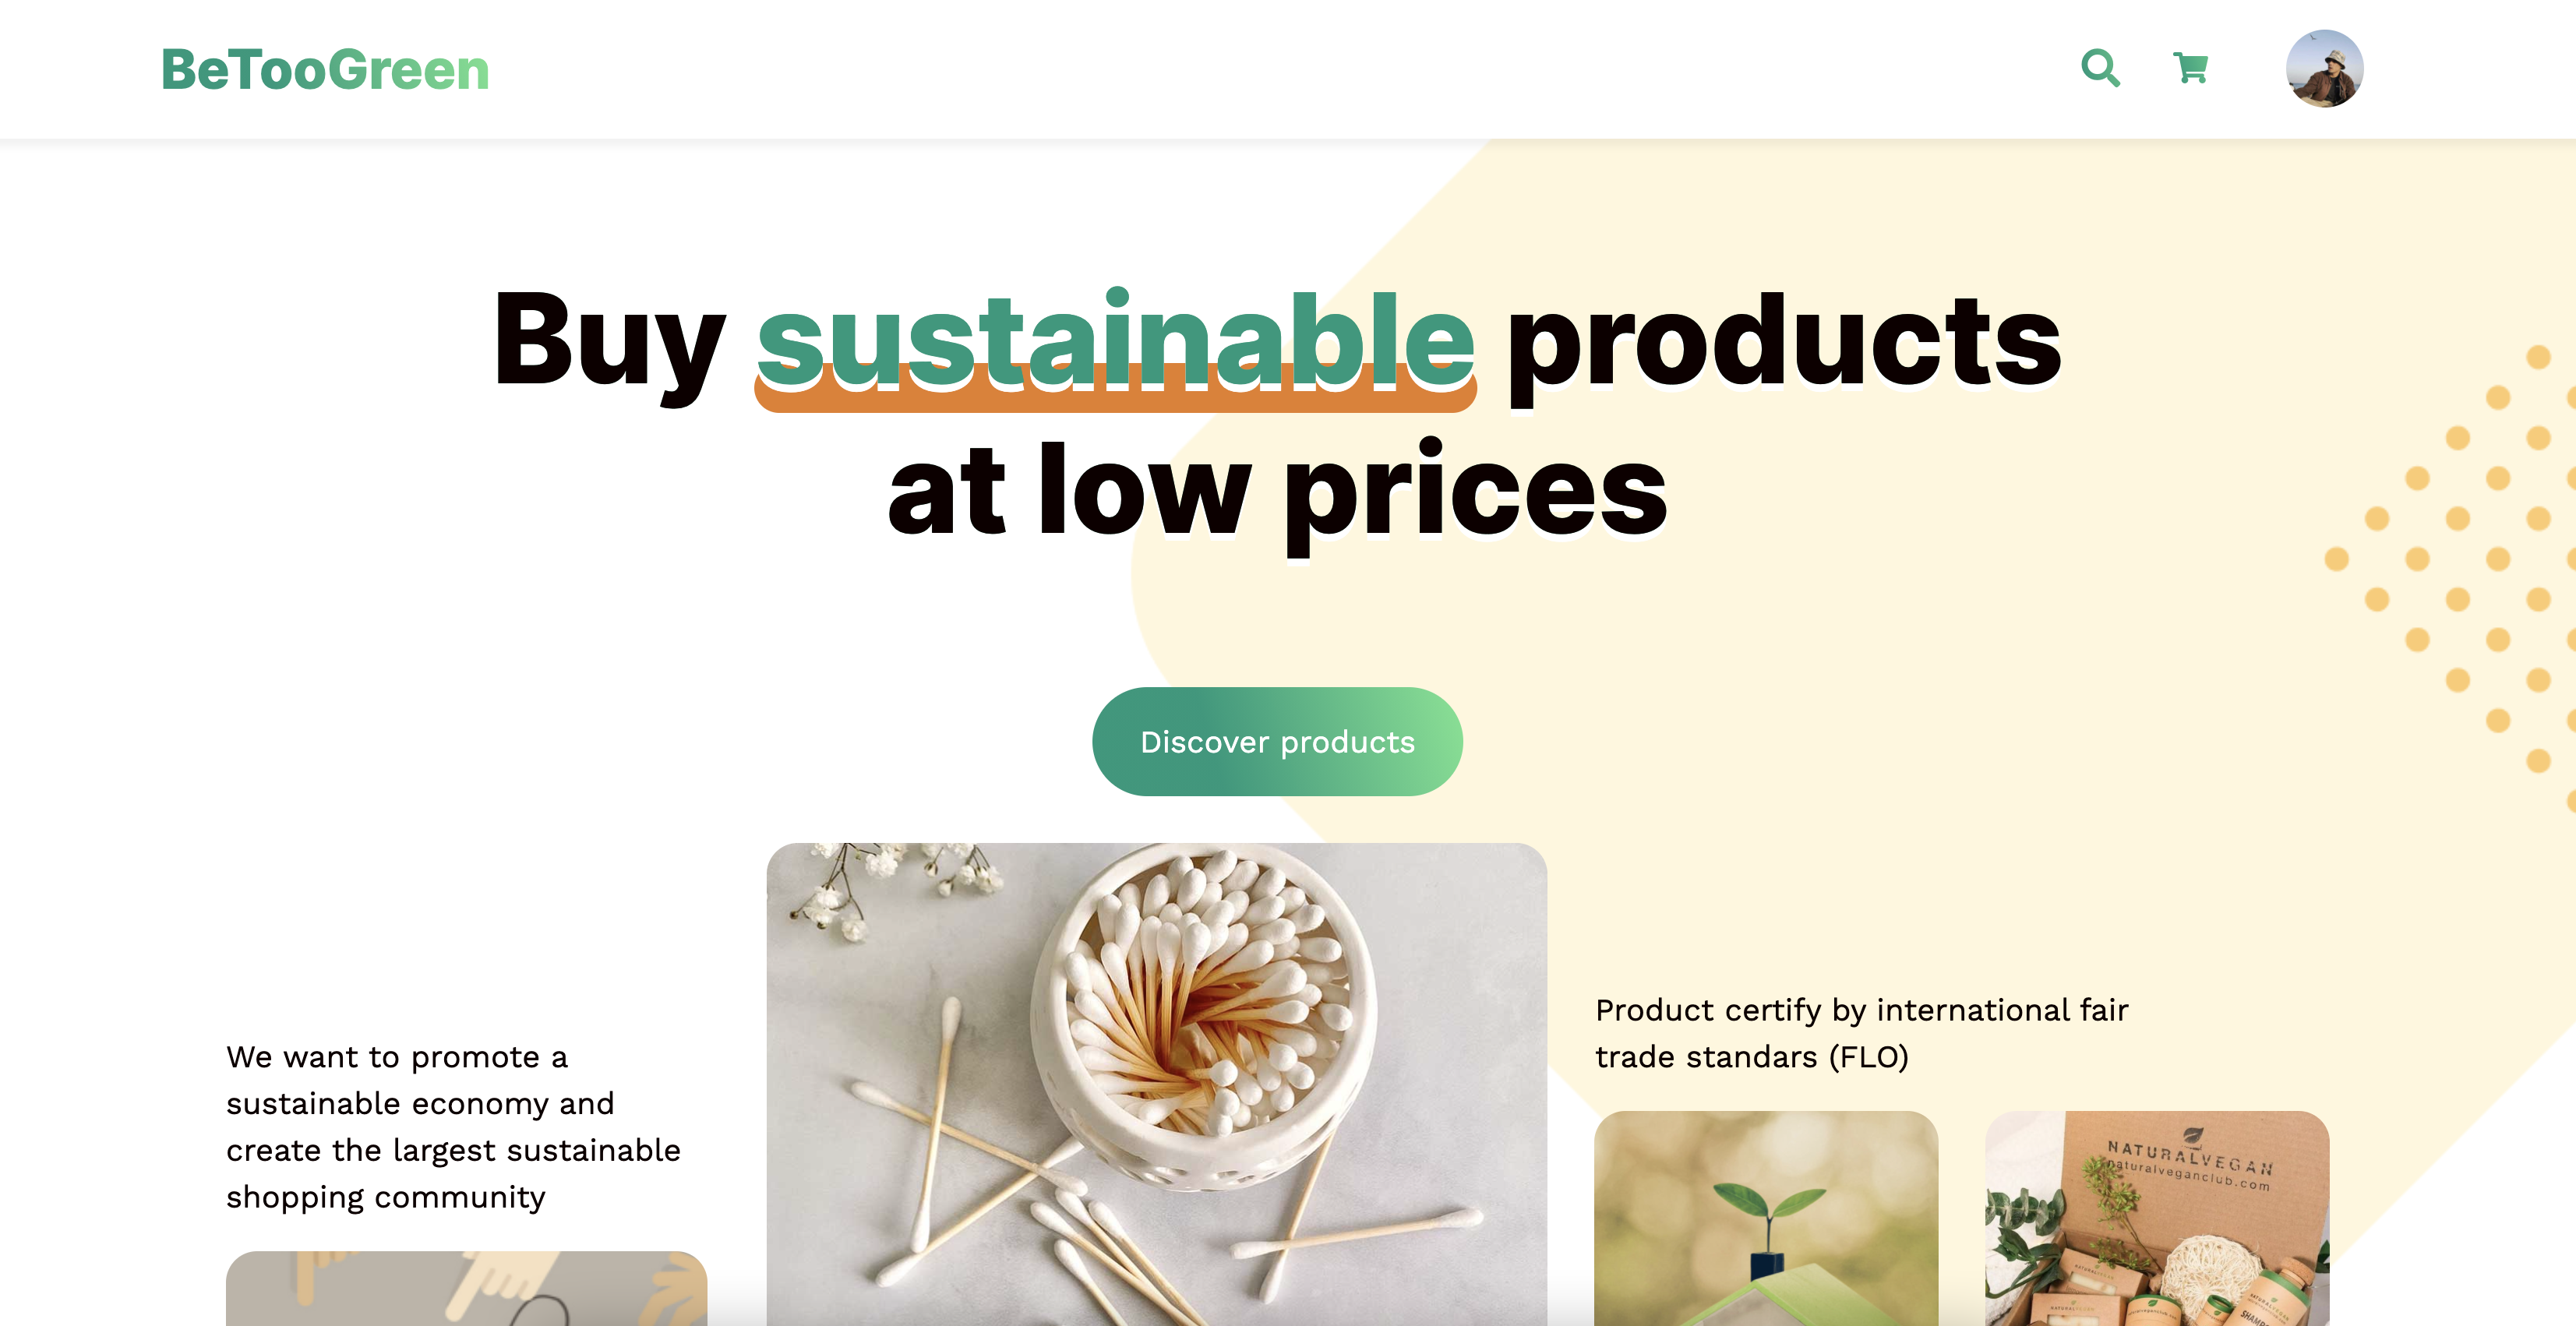 BeTooGreen
Buy sustainable products
at low prices
Discover products
We want to promote a
sustainable economy and
create the largest sustainable
shopping community
Product certify by international fair
trade standars (FLO)
NATURALVEGAN
naturalveganclub.com